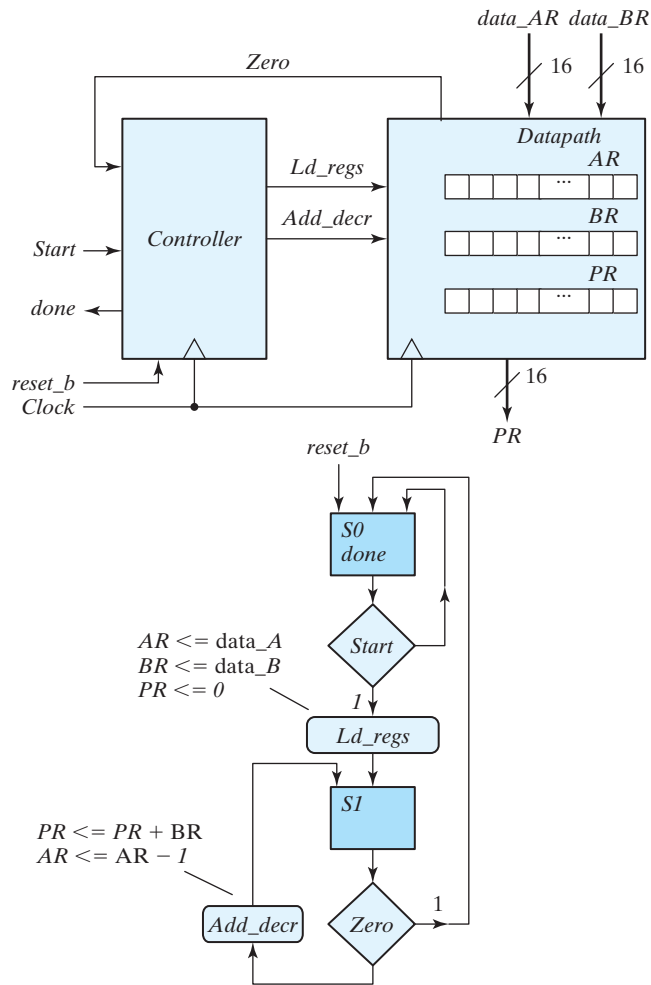 data_AR data_BR
16 16
Zero
Datapath
AR
Ld_regs
...
BR
Add_decr
Controller
...
Start
PR
...
done
reset_b
16
Clock
PR
reset_b
S0
done
AR <= data_A
BR <= data_B
PR <= 0
Start
1
Ld_regs
S1
PR <= PR + BR
AR <= AR − 1
1
Add_decr
Zero